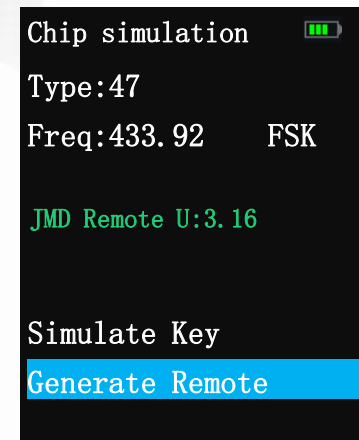 Chip simulation
Type:47
Freq:433.92 FSK
JMD Remote U:3.16
Simulate Key
Generate Remote